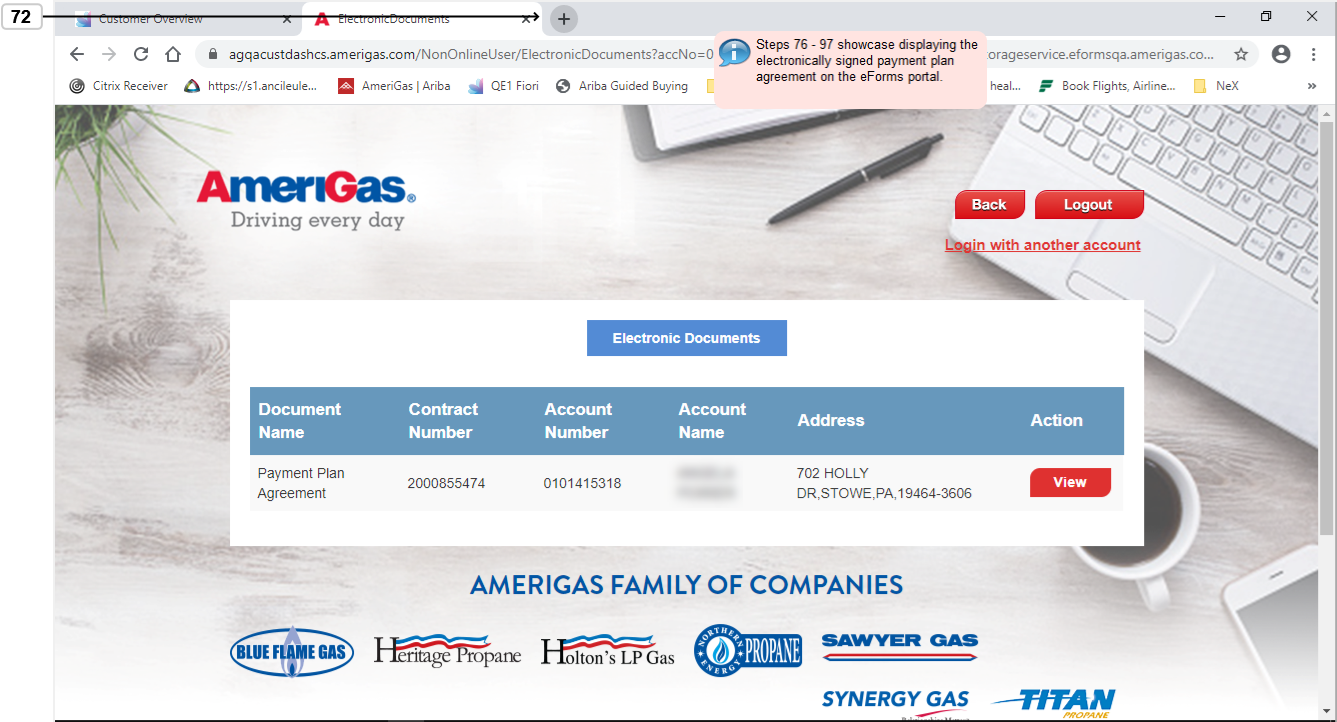 72
Customer Overview
ElectronicDocuments
Steps 76 - 97 showcase displaying the
electronically signed payment plan
agreement on the eForms portal.
agqacustdashcs.amerigas.com/NonOnlineUser/ElectronicDocuments?accNo=0
orageservice.eformsqa.amerigas.co...
Citrix Receiver
https://s1.ancileule...
AmeriGas | Ariba
QE1 Fiori
Ariba Guided Buying
heal...
Book Flights, Airline...
NeX
»
AmeriGas®
Driving every day
Back
Logout
Login with another account
Electronic Documents
Document Name
Contract Number
Account Number
Account Name
Address
Action
Payment Plan
Agreement
2000855474
0101415318
702 HOLLY
DR,STOWE,PA,19464-3606
View
AMERIGAS FAMILY OF COMPANIES
BLUE FLAME GAS
Heritage Propane
Holton's LP Gas
NORTHERN ENERGY PROPANE
SAWYER GAS
SYNERGY GAS
TITAN
PROPANE